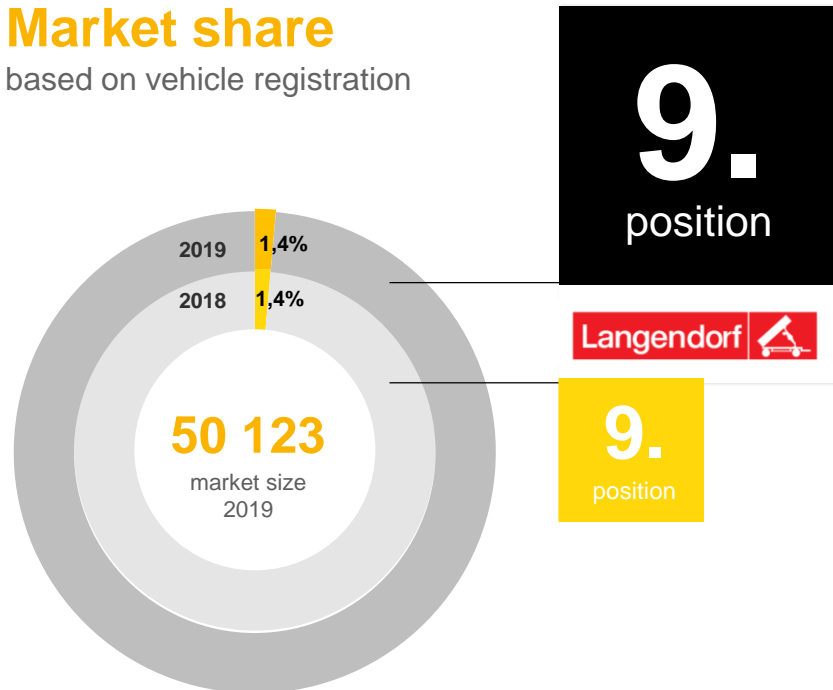 Market share
based on vehicle registration
9.
position
2019
1,4%
2018
1,4%
Langendorf
50 123
market size
2019
9.
position